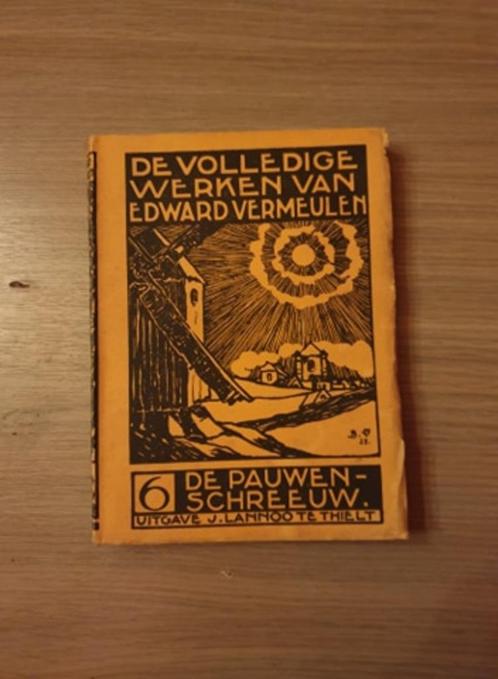 DE VOLLEDIGE
WERKEN VAN
EDWARD VERMEULEN
6
DE PAUWEN-
SCHREEUW.
UITGAVE J. LANNOO TE THIELT